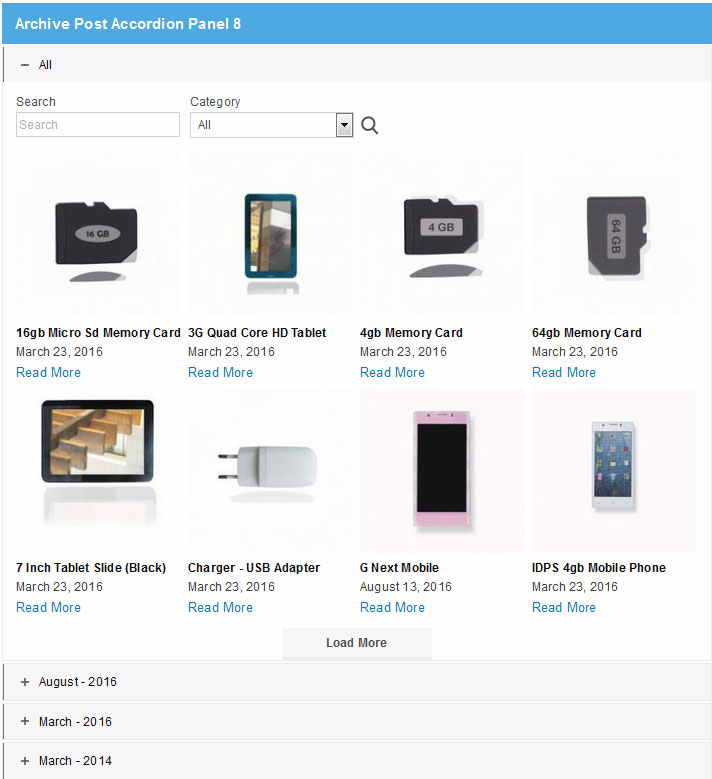 Archive Post Accordion Panel 8
All
Search
Category
Search
All
16 GB
4 GB
64 GB
16gb Micro Sd Memory Card
3G Quad Core HD Tablet
4gb Memory Card
64gb Memory Card
March 23, 2016
March 23, 2016
March 23, 2016
March 23, 2016
Read More
Read More
Read More
Read More
7 Inch Tablet Slide (Black)
Charger - USB Adapter
G Next Mobile
IDPS 4gb Mobile Phone
March 23, 2016
March 23, 2016
August 13, 2016
March 23, 2016
Read More
Read More
Read More
Read More
Load More
August - 2016
March - 2016
March - 2014